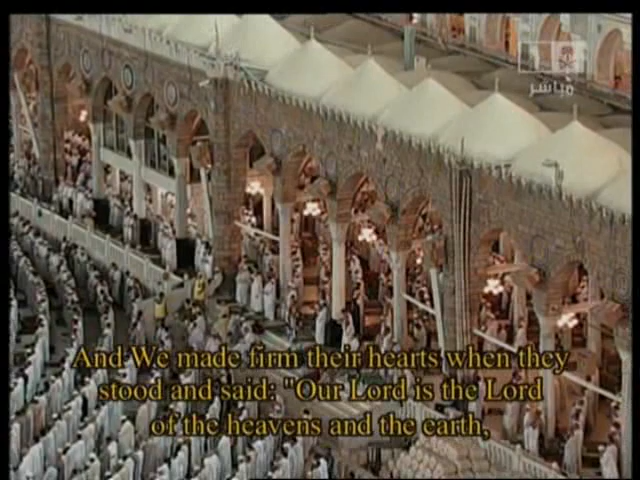 مباشر
And We made firm their hearts when they
stood and said: "Our Lord is the Lord
of the heavens and the earth,